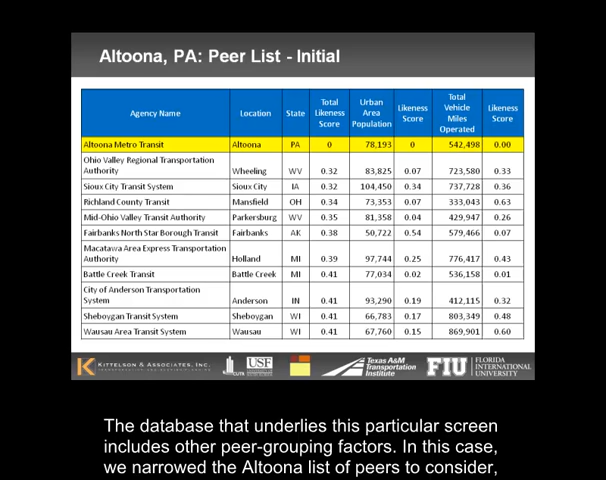 Altoona, PA: Peer List - Initial
Agency Name Location State Total Likeness Score Urban Area Population Likeness Score Total Vehicle Miles Operated Likeness Score
Altoona Metro Transit Altoona PA 0 78,193 0 542,498 0.00
Ohio Valley Regional Transportation Authority Wheeling WV 0.32 83,825 0.07 723,580 0.33
Sioux City Transit System Sioux City IA 0.32 104,450 0.34 737,728 0.36
Richland County Transit Mansfield OH 0.34 73,353 0.07 333,043 0.63
Mid-Ohio Valley Transit Authority Parkersburg WV 0.35 81,358 0.04 429,947 0.26
Fairbanks North Star Borough Transit Fairbanks AK 0.38 50,722 0.54 579,466 0.07
Macatawa Area Express Transportation Authority Holland MI 0.39 97,744 0.25 776,417 0.43
Battle Creek Transit Battle Creek MI 0.41 77,034 0.02 536,158 0.01
City of Anderson Transportation System Anderson IN 0.41 93,290 0.19 412,115 0.32
Sheboygan Transit System Sheboygan WI 0.41 66,783 0.17 803,349 0.48
Wausau Area Transit System Wausau WI 0.41 67,760 0.15 869,901 0.60
KITTELSON & ASSOCIATES, INC.
CUTR
USF
Texas A&M Transportation Institute
FIU FLORIDA INTERNATIONAL UNIVERSITY
The database that underlies this particular screen
includes other peer-grouping factors. In this case,
we narrowed the Altoona list of peers to consider,